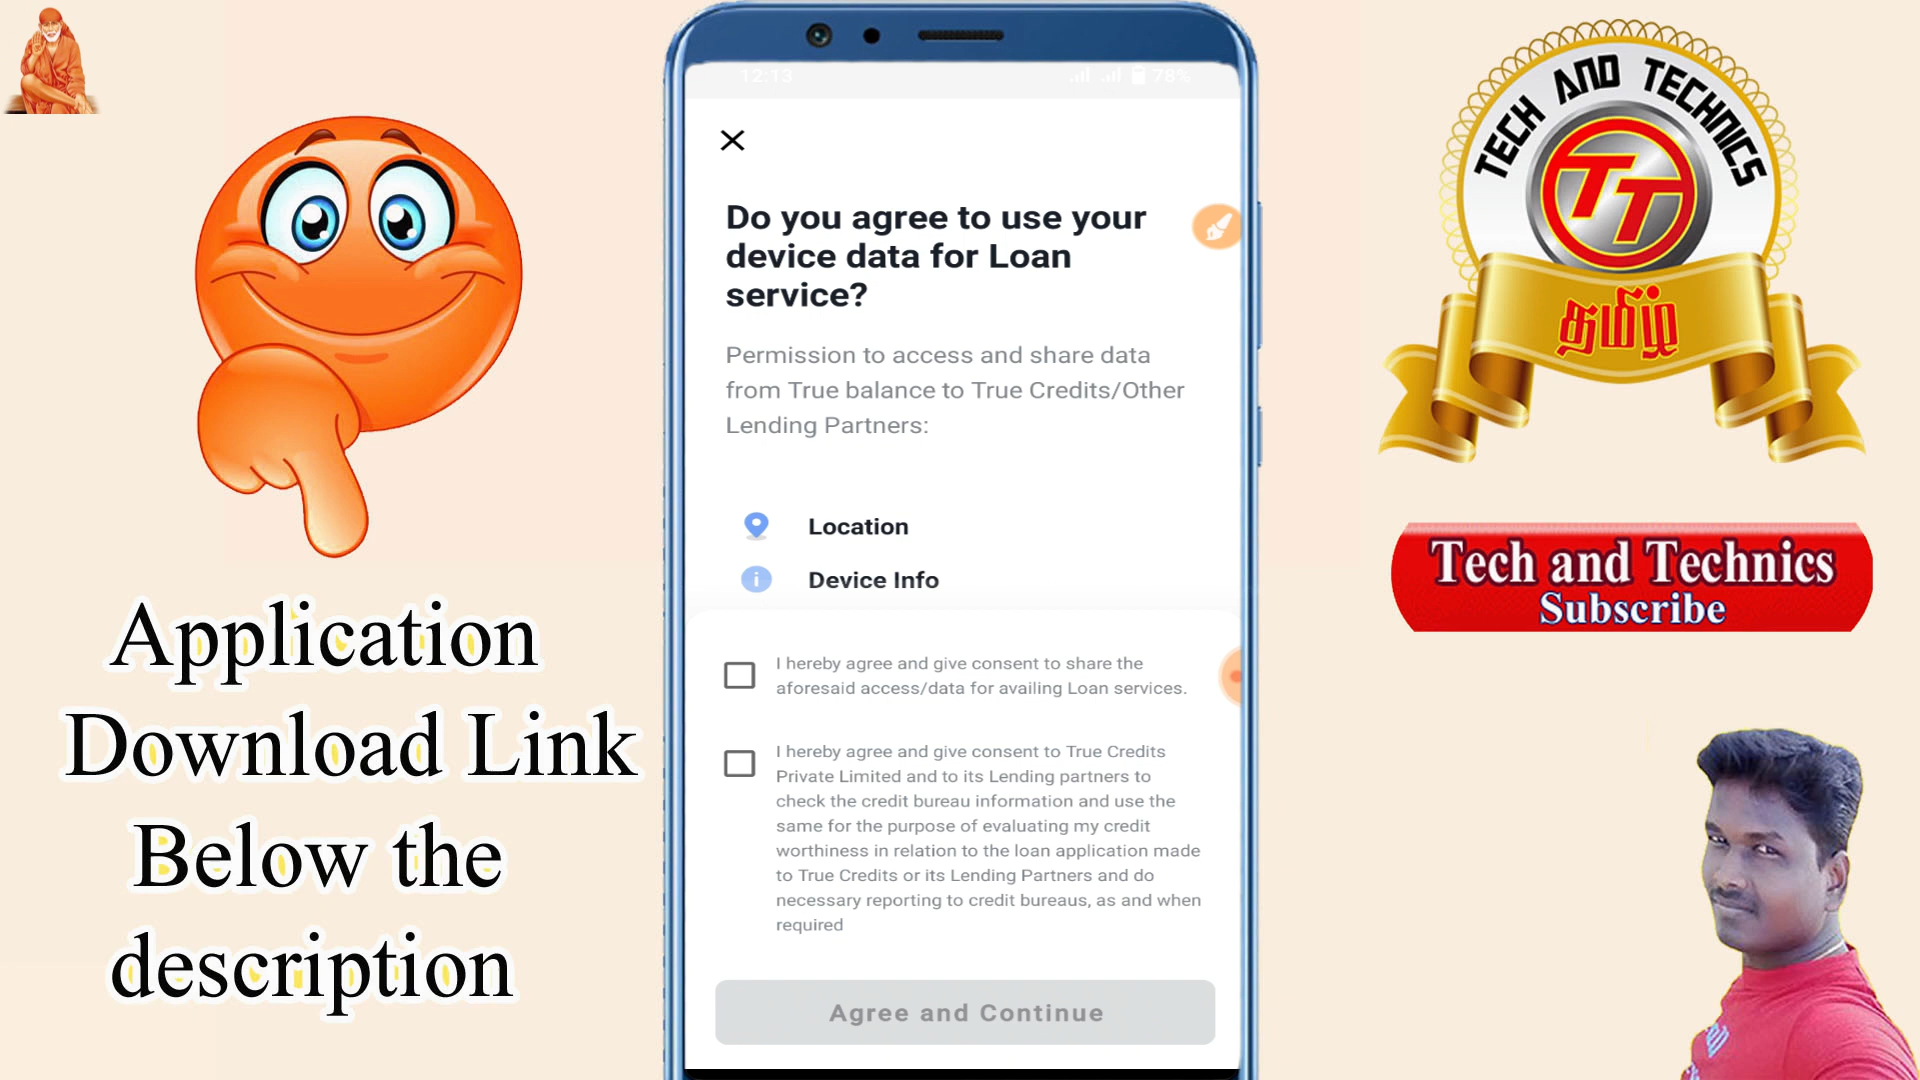 12:13
78%
Do you agree to use your
device data for Loan
service?
Permission to access and share data
from True balance to True Credits/Other
Lending Partners:
Location
Device Info
I hereby agree and give consent to share the
aforesaid access/data for availing Loan services.
I hereby agree and give consent to True Credits
Private Limited and to its Lending partners to
check the credit bureau information and use the
same for the purpose of evaluating my credit
worthiness in relation to the loan application made
to True Credits or its Lending Partners and do
necessary reporting to credit bureaus, as and when
required
Agree and Continue
Application
Download Link
Below the
description
TECH AND TECHNICS
TT
தமிழ்
Tech and Technics
Subscribe